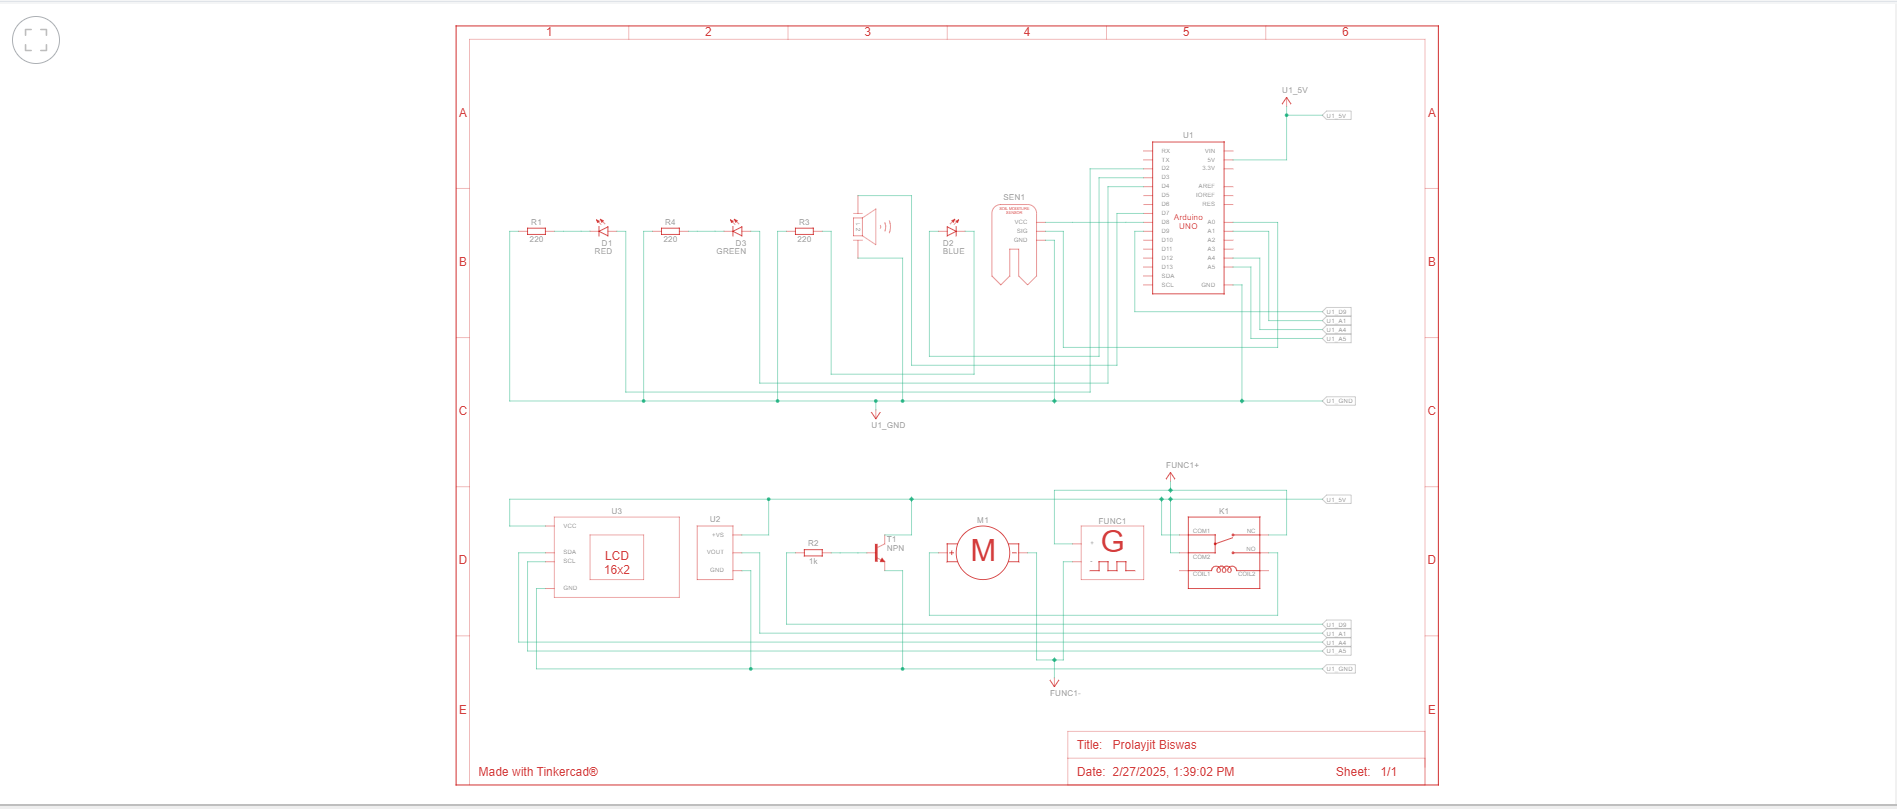 1 2 3 4 5 6
A A
B B
C C
D D
E E
U1_5V
U1_5V
U1
RX VIN
TX 5V
D2 3.3V
D3
D4 AREF
D5 IOREF
D6 RES
D7
D8 A0
D9 A1
D10 A2
D11 A3
D12 A4
D13 A5
SDA
SCL GND
Arduino
UNO
R1
220
D1
RED
R4
220
D3
GREEN
R3
220
D2
BLUE
SEN1
SOIL MOISTURE
SENSOR
VCC
SIG
GND
U1_D9
U1_A1
U1_A4
U1_A5
U1_GND
U1_GND
FUNC1+
U1_5V
U3
VCC
SDA
SCL
GND
LCD
16x2
U2
+VS
VOUT
GND
R2
1k
T1
NPN
M1
+ M -
FUNC1
G
+
-
K1
COM1 NC
NO
COM2
COIL1 COIL2
U1_D9
U1_A1
U1_A4
U1_A5
U1_GND
FUNC1-
Title: Prolayjit Biswas
Made with Tinkercad®
Date: 2/27/2025, 1:39:02 PM Sheet: 1/1